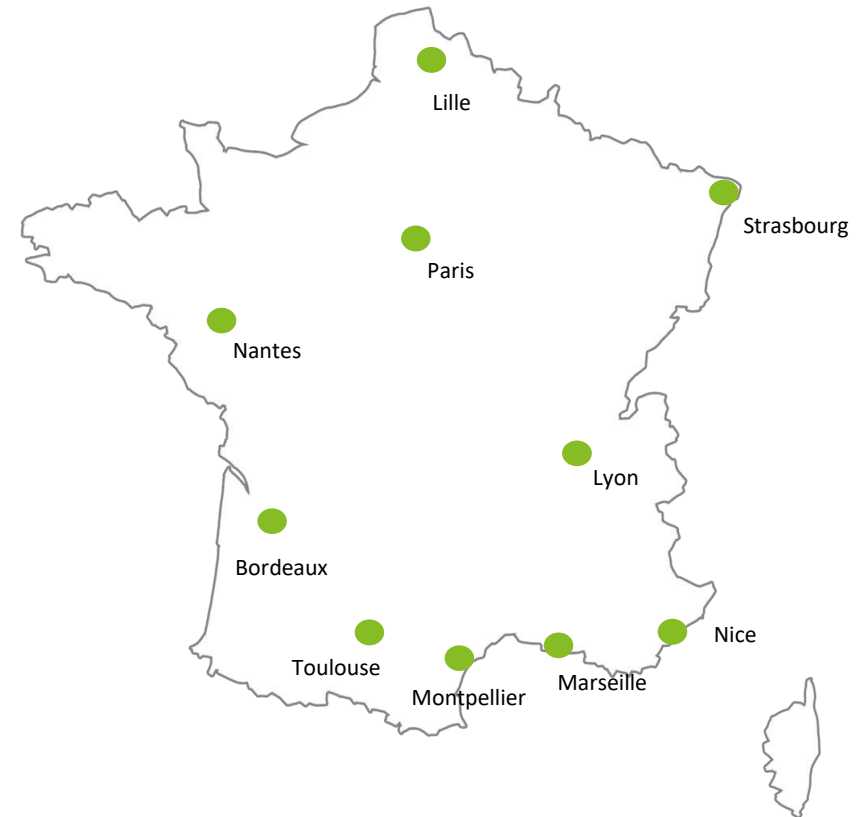 Lille
Strasbourg
Paris
Nantes
Lyon
Bordeaux
Nice
Toulouse
Marseille
Montpellier